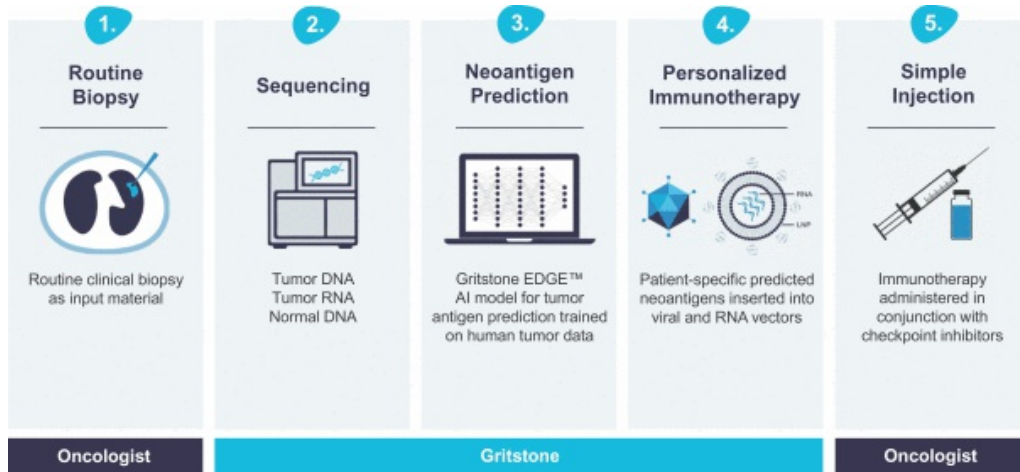 1.
Routine
Biopsy
Routine clinical biopsy
as input material
2.
Sequencing
Tumor DNA
Tumor RNA
Normal DNA
3.
Neoantigen
Prediction
Gritstone EDGE™
AI model for tumor
antigen prediction trained
on human tumor data
4.
Personalized
Immunotherapy
RNA
LNP
Patient-specific predicted
neoantigens inserted into
viral and RNA vectors
5.
Simple
Injection
Immunotherapy
administered in
conjunction with
checkpoint inhibitors
Oncologist
Gritstone
Oncologist